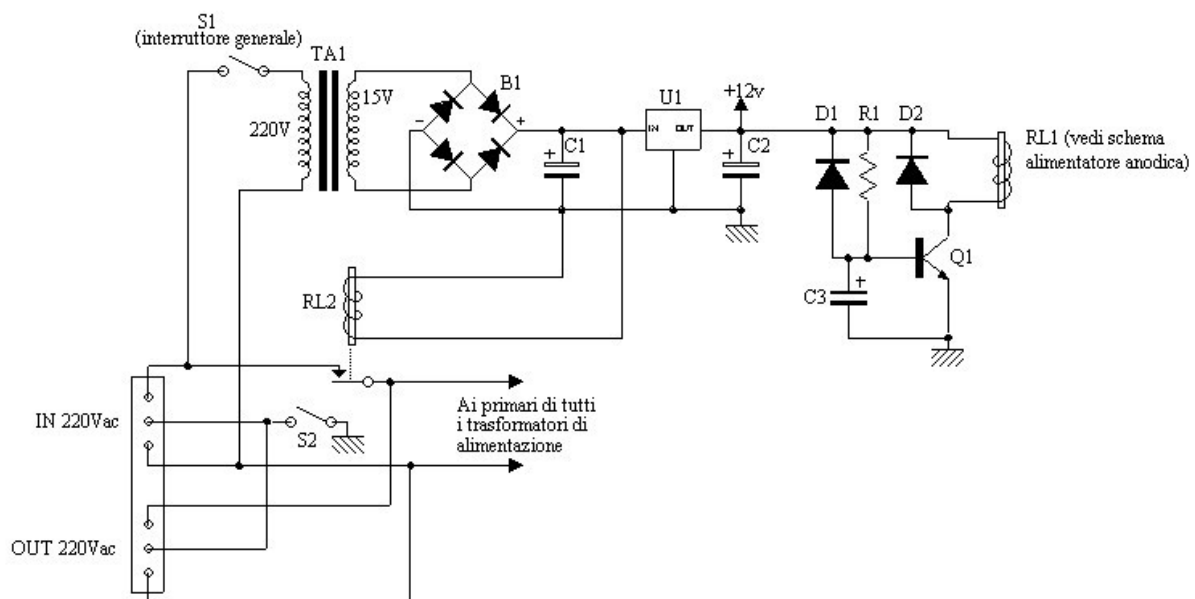 S1
(interruttore generale)
TA1
220V
15V
B1
-
+
+
C1
U1
IN
OUT
+12v
+
C2
D1
R1
D2
RL1 (vedi schema
alimentatore anodica)
Q1
C3
+
RL2
IN 220Vac
S2
Ai primari di tutti
i trasformatori di
alimentazione
OUT 220Vac